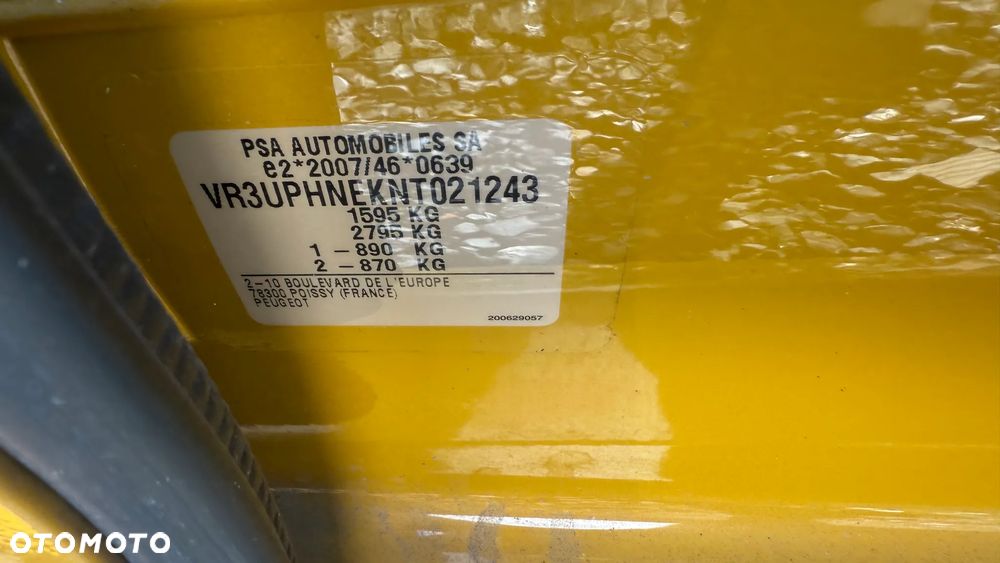 PSA AUTOMOBILES SA
e2*2007/46*0639
VR3UPHNEKNT021243
1595 KG
2795 KG
1 – 890 KG
2 – 870 KG
2–10 BOULEVARD DE L'EUROPE
78300 POISSY (FRANCE)
PEUGEOT
200629057
OTOMOTO